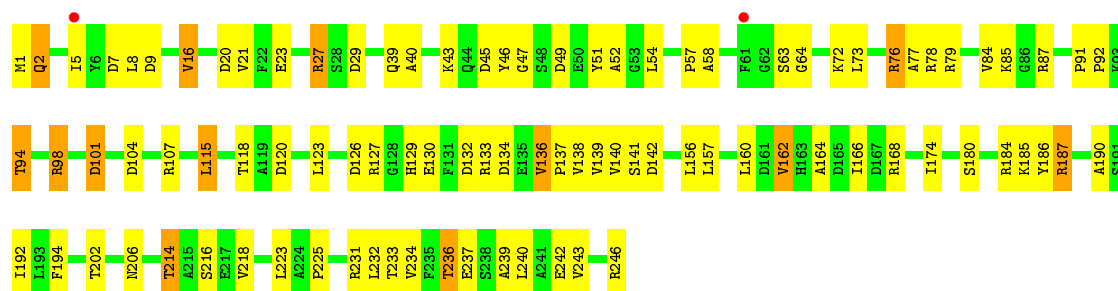 M1 Q2 I5 Y6 D7 L8 D9 V16 D20 V21 F22 E23 R27 S28 D29 Q39 A40 K43 Q44 D45 Y46 G47 S48 D49 E50 Y51 A52 G53 L54 P57 A58 F61 G62 S63 G64 K72 L73 R76 A77 R78 R79 V84 K85 G86 R87 P91 P92 K93
T94 R98 D101 D104 R107 L115 T118 A119 D120 L123 D126 R127 G128 H129 E130 F131 D132 R133 D134 E135 V136 P137 V138 V139 V140 S141 D142 L156 L157 L160 D161 V162 H163 A164 D165 I166 D167 R168 I174 S180 R184 K185 Y186 R187 A190 S191
I192 L193 F194 T202 N206 T214 A215 S216 E217 V218 L223 A224 P225 R231 L232 T233 V234 F235 T236 E237 S238 A239 L240 A241 E242 V243 R246